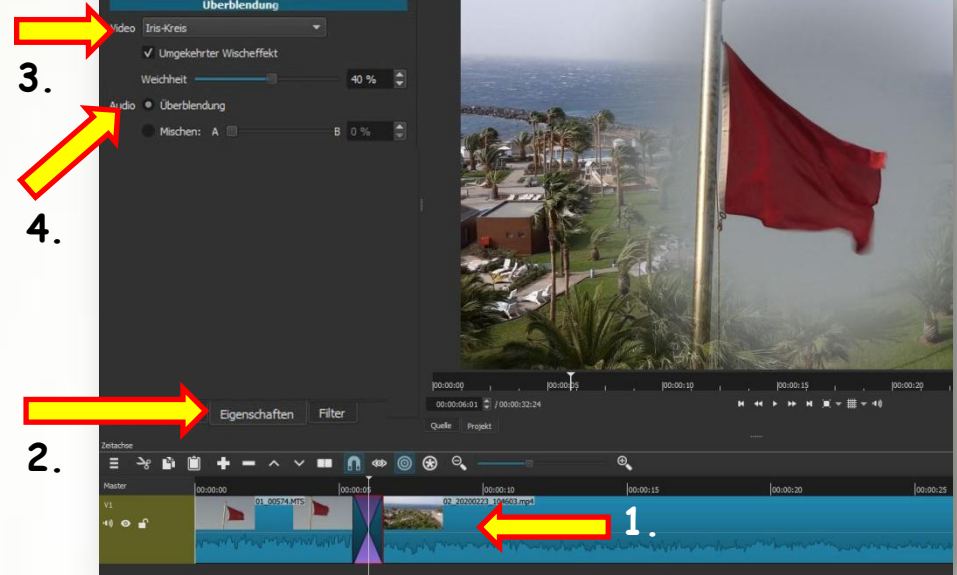 Überblendung
Video Iris-Kreis
Umgekehrter Wischeffekt
3.
Weichheit 40 %
Audio Überblendung
Mischen: A B 0 %
4.
00:00:00 00:00:05 00:00:10 00:00:15 00:00:20
00:00:06:01 / 00:00:32:24
Eigenschaften Filter
Quelle Projekt
2.
Zeitachse
Master 00:00:00 00:00:05 00:00:10 00:00:15 00:00:20 00:00:25
V1 01_00574.MTS 02_20200223_104603.mp4
1.